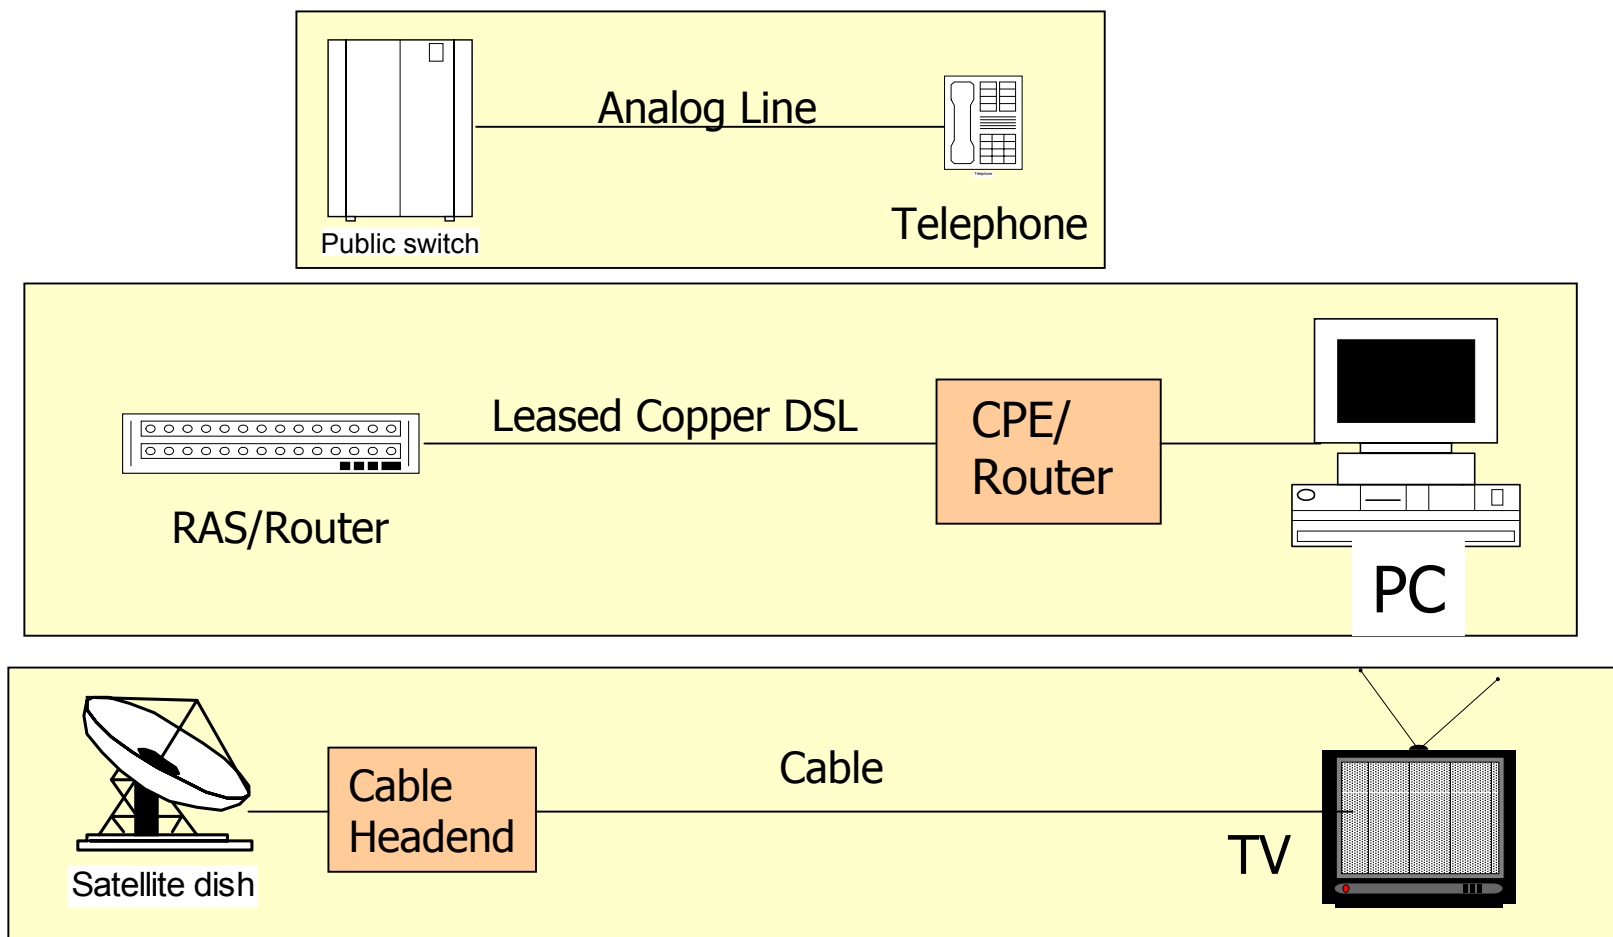 Analog Line
Telephone
Telephone
Public switch
Leased Copper DSL
CPE/
Router
RAS/Router
PC
Cable
Headend
Cable
TV
Satellite dish